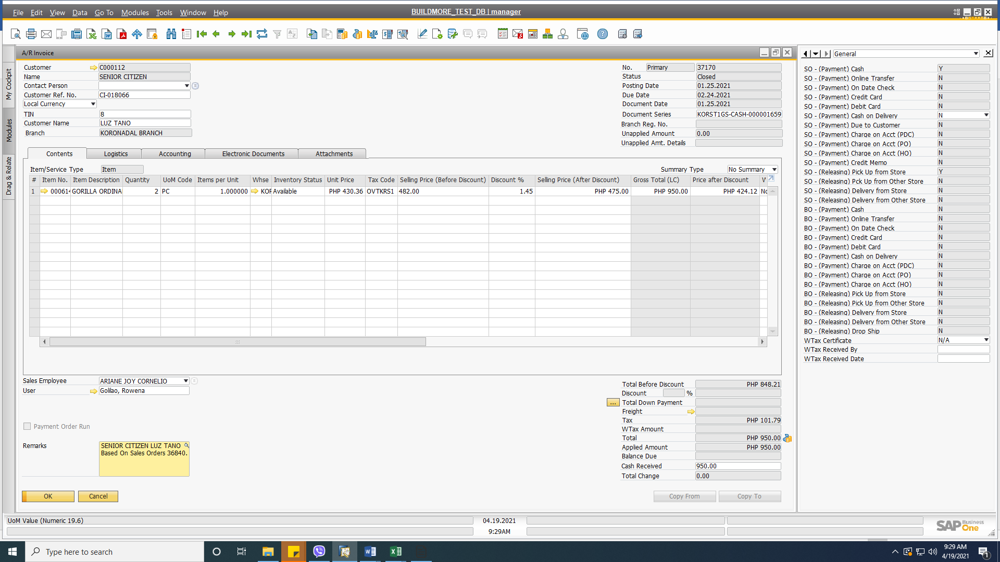 File Edit View Data Go To Modules Tools Window Help
BUILDMORE_TEST_DB | manager
A/R Invoice
My Cockpit
Modules
Drag & Relate
Customer C000112
Name SENIOR CITIZEN
Contact Person
Customer Ref. No. CI-018066
Local Currency
TIN 8
Customer Name LUZ TANO
Branch KORONADAL BRANCH
No. Primary 37170
Status Closed
Posting Date 01.25.2021
Due Date 02.24.2021
Document Date 01.25.2021
Document Series KORST1GS-CASH-000001659
Branch Reg. No.
Unapplied Amount 0.00
Unapplied Amt. Details
Contents Logistics Accounting Electronic Documents Attachments
Item/Service Type Item
Summary Type No Summary
# Item No. Item Description Quantity UoM Code Items per Unit Whse Inventory Status Unit Price Tax Code Selling Price (Before Discount) Discount % Selling Price (After Discount) Gross Total (LC) Price after Discount W
1 00061 GORILLA ORDINA 2 PC 1.000000 KOR Available PHP 430.36 OVTKRS1 482.00 1.45 PHP 475.00 PHP 950.00 PHP 424.12 No
Sales Employee ARIANE JOY CORNELIO
User Golilao, Rowena
Payment Order Run
Remarks SENIOR CITIZEN LUZ TANO
Based On Sales Orders 36840.
Total Before Discount PHP 848.21
Discount %
... Total Down Payment
Freight
Tax PHP 101.79
WTax Amount
Total PHP 950.00
Applied Amount PHP 950.00
Balance Due
Cash Received 950.00
Total Change 0.00
OK Cancel Copy From Copy To
General
SO - (Payment) Cash Y
SO - (Payment) Online Transfer N
SO - (Payment) On Date Check N
SO - (Payment) Credit Card N
SO - (Payment) Debit Card N
SO - (Payment) Cash on Delivery N
SO - (Payment) Due to Customer N
SO - (Payment) Charge on Acct (PDC) N
SO - (Payment) Charge on Acct (PO) N
SO - (Payment) Charge on Acct (HO) N
SO - (Payment) Credit Memo N
SO - (Releasing) Pick Up from Store Y
SO - (Releasing) Pck Up from Other Store N
SO - (Releasing) Delivery from Store N
SO - (Releasing) Delivery from Other Store N
BO - (Payment) Cash N
BO - (Payment) Online Transfer N
BO - (Payment) On Date Check N
BO - (Payment) Credit Card N
BO - (Payment) Debit Card N
BO - (Payment) Cash on Delivery N
BO - (Payment) Charge on Acct (PDC) N
BO - (Payment) Charge on Acct (PO) N
BO - (Payment) Charge on Acct (HO) N
BO - (Releasing) Pick Up from Store N
BO - (Releasing) Pick Up from Other Store N
BO - (Releasing) Delivery from Store N
BO - (Releasing) Delivery from Other Store N
BO - (Releasing) Drop Ship N
WTax Certificate N/A
WTax Received By
WTax Received Date
UoM Value (Numeric 19.6)
04.19.2021
9:29AM
SAP Business One
Type here to search
9:29 AM
4/19/2021
1